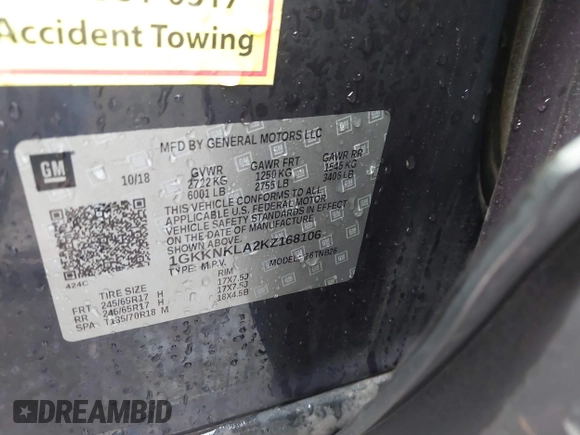 Accident Towing
GM
MFD BY GENERAL MOTORS LLC
10/18
GVWR GAWR FRT GAWR RR
2722 KG 1250 KG 1545 KG
6001 LB 2755 LB 3406 LB
THIS VEHICLE CONFORMS TO ALL
APPLICABLE U.S. FEDERAL MOTOR
VEHICLE SAFETY STANDARDS IN EFFECT
ON THE DATE OF MANUFACTURE
SHOWN ABOVE.
1GKKNKLA2KZ168106
TYPE: M.P.V. MODEL:
424C
TIRE SIZE RIM
FRT 245/65R17 H 17X7.5J
RR 245/65R17 H 17X7.5J
SPA T135/70R18 M 18X4.5B
DREAMBID